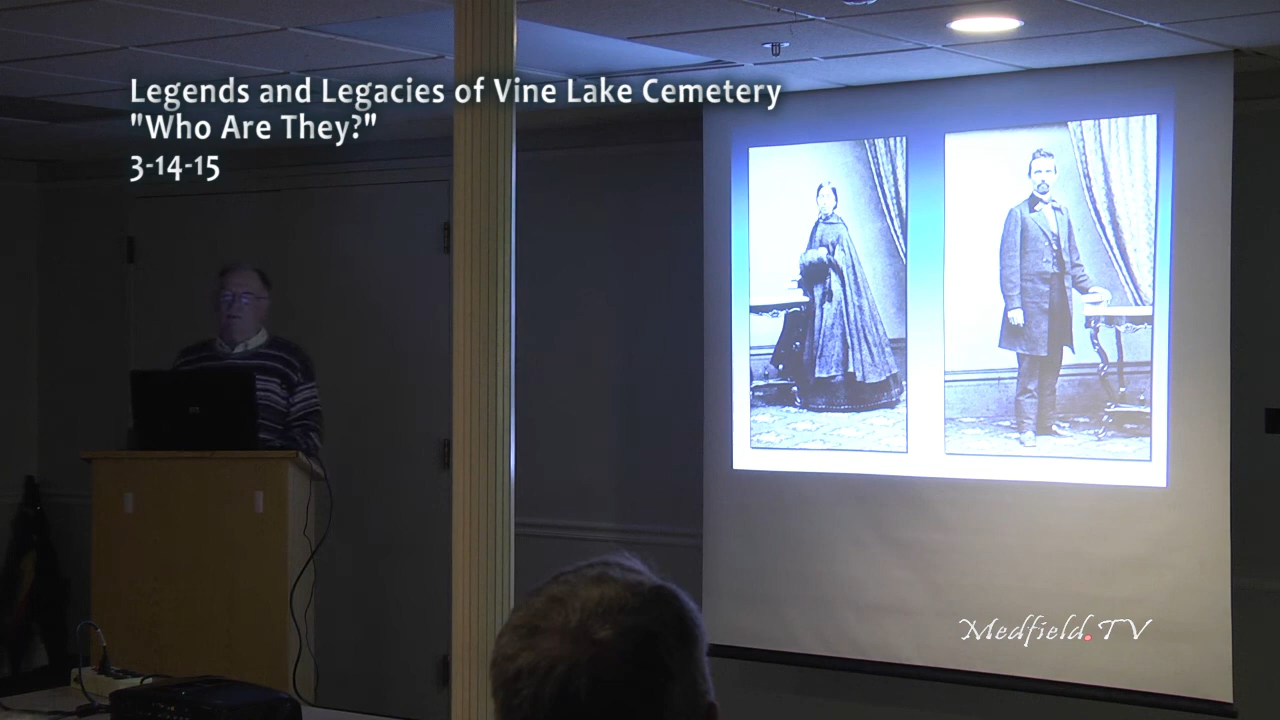 Legends and Legacies of Vine Lake Cemetery
"Who Are They?"
3-14-15
Medfield.TV